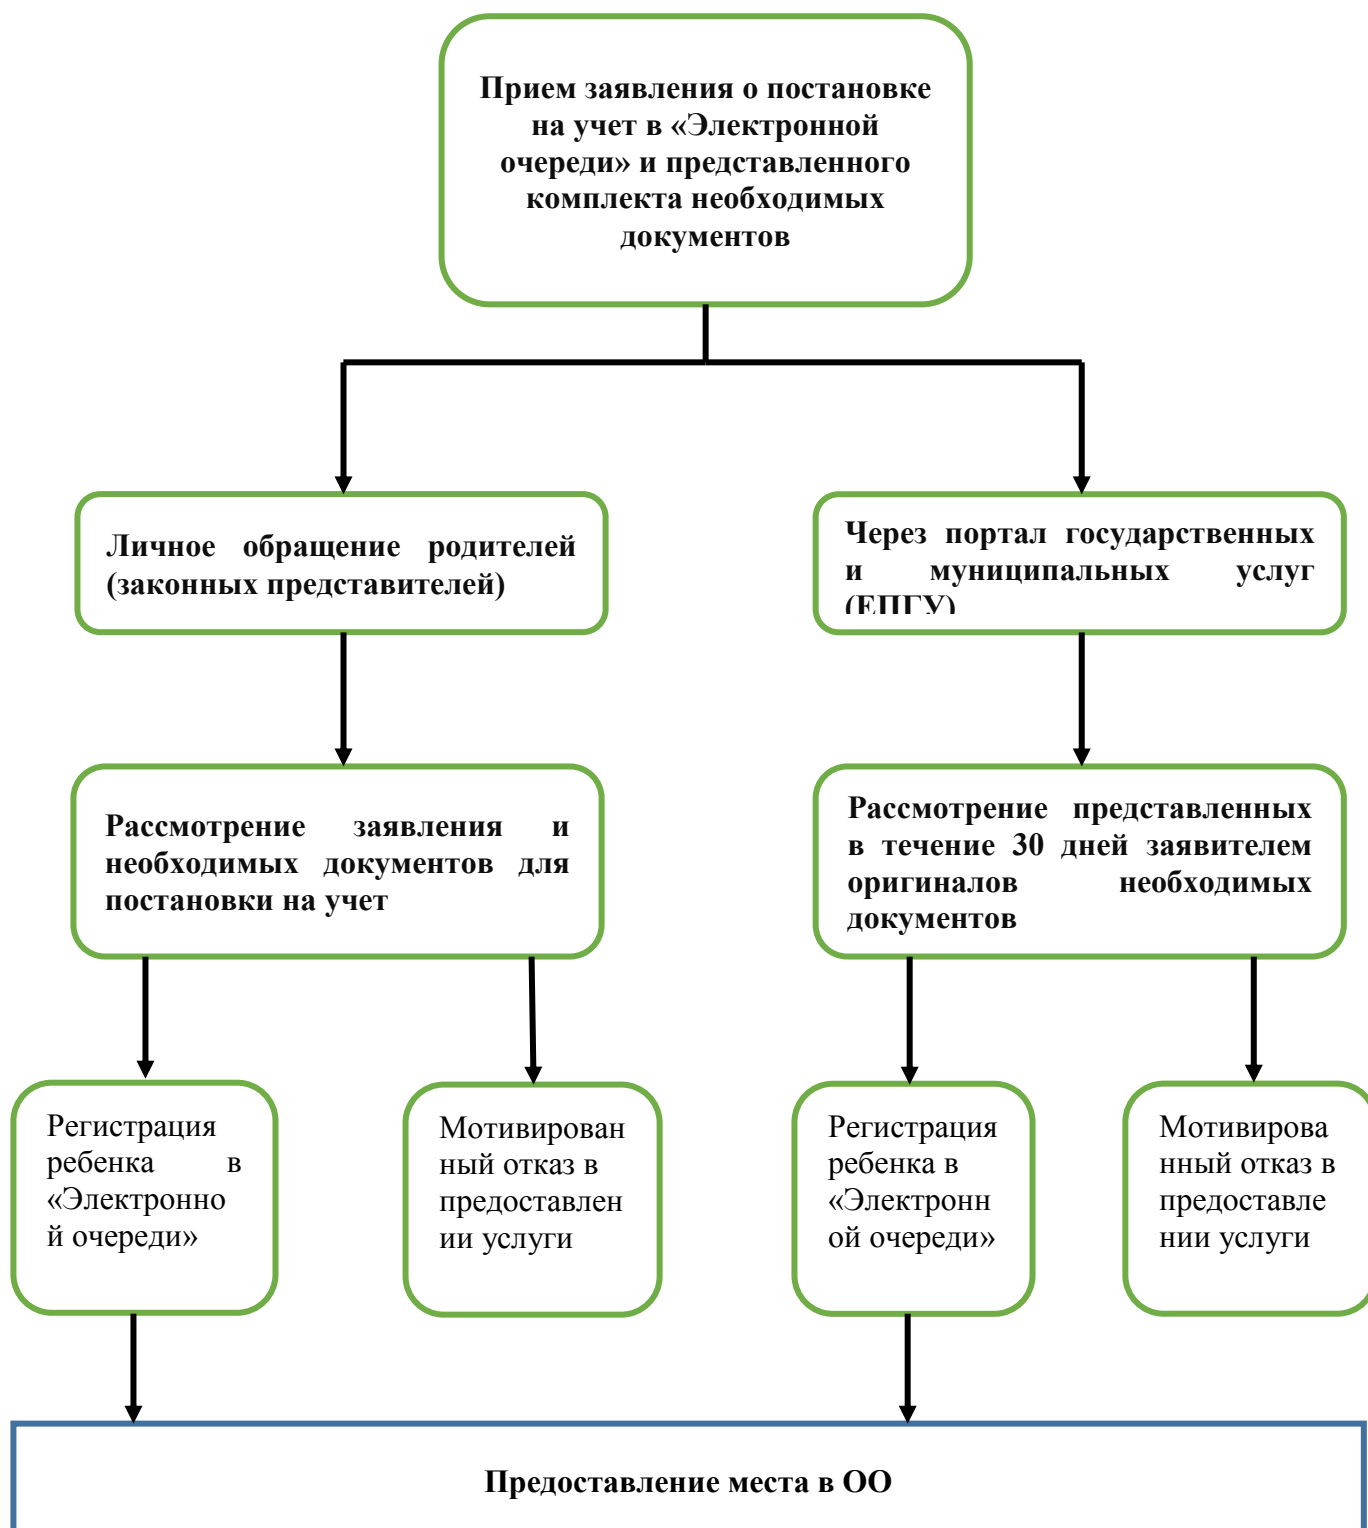 Прием заявления о постановке
на учет в «Электронной
очереди» и представленного
комплекта необходимых
документов
Личное обращение родителей
(законных представителей)
Через портал государственных
и муниципальных услуг
(ЕПГУ)
Рассмотрение заявления и
необходимых документов для
постановки на учет
Рассмотрение представленных
в течение 30 дней заявителем
оригиналов необходимых
документов
Регистрация
ребенка в
«Электронно
й очереди»
Мотивирован
ный отказ в
предоставлен
ии услуги
Регистрация
ребенка в
«Электронн
ой очереди»
Мотивирова
нный отказ в
предоставле
нии услуги
Предоставление места в ОО